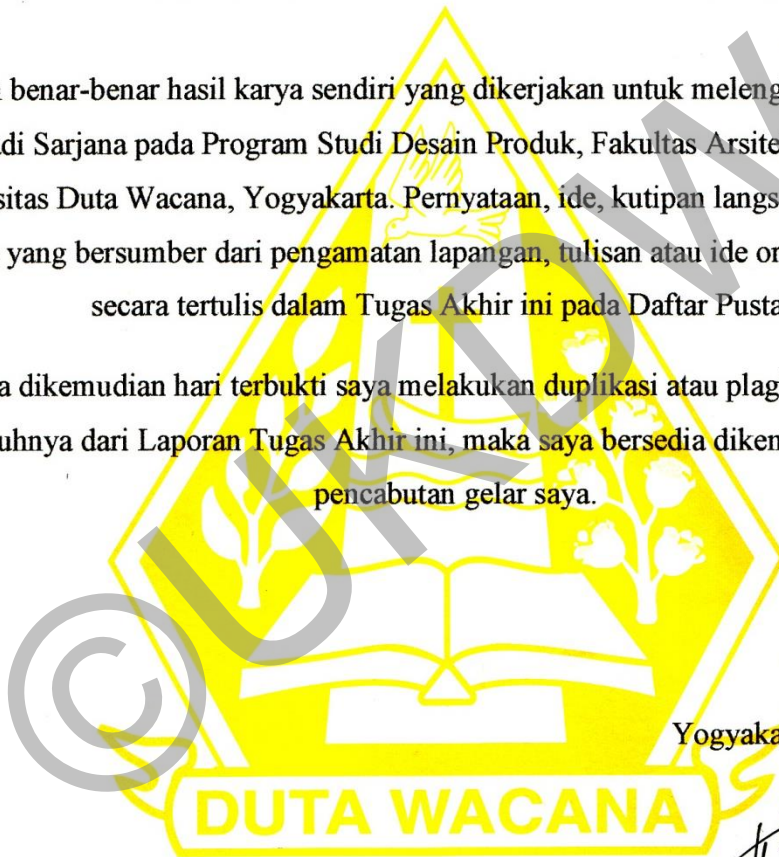 benar-benar hasil karya sendiri yang dikerjakan untuk meleng
di Sarjana pada Program Studi Desain Produk, Fakultas Arsite
sitas Duta Wacana, Yogyakarta. Pernyataan, ide, kutipan langs
yang bersumber dari pengamatan lapangan, tulisan atau ide or
secara tertulis dalam Tugas Akhir ini pada Daftar Pusta
a dikemudian hari terbukti saya melakukan duplikasi atau plag
uhnya dari Laporan Tugas Akhir ini, maka saya bersedia diken
pencabutan gelar saya.
©UKDW
Yogyaka
DUTA WACANA